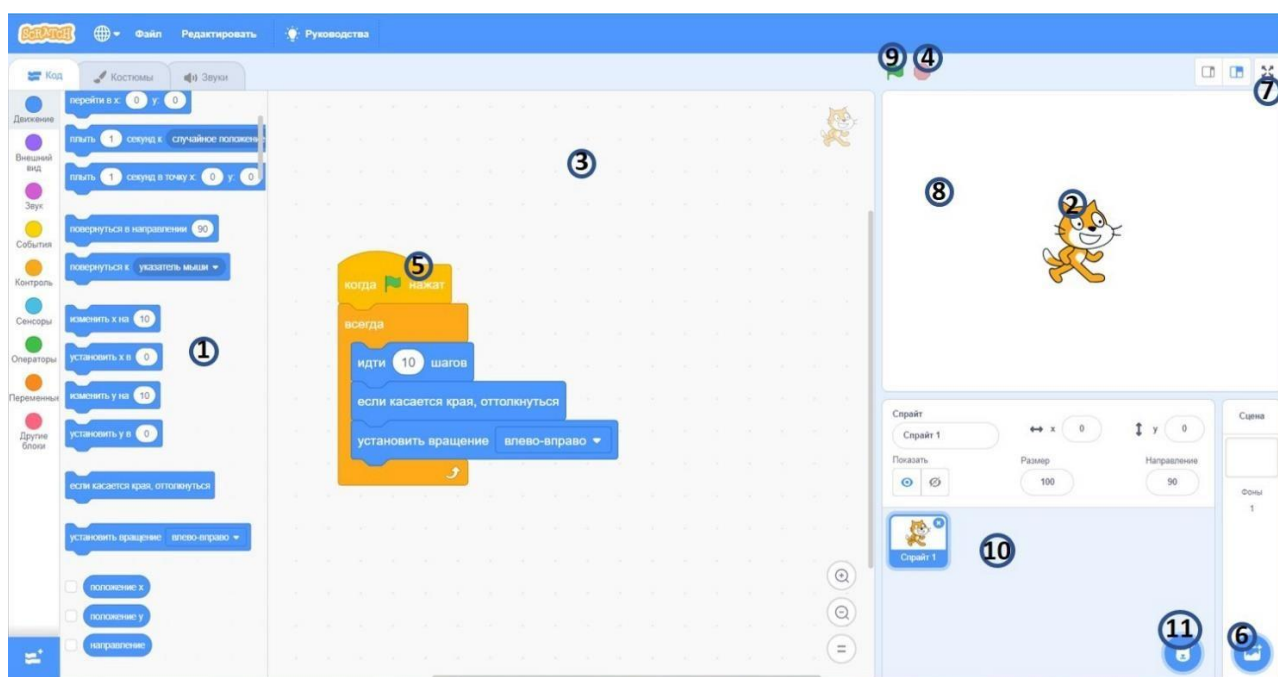 SCRATCH Файл Редактировать Руководства
9 4
Код Костюмы Звуки
7
Движение
Внешний
вид
Звук
События
Контроль
Сенсоры
Операторы
Переменные
Другие
блоки
перейти в x: 0 y: 0
плыть 1 секунд к случайное положение
плыть 1 секунд в точку x: 0 y: 0
повернуться в направлении 90
повернуться к указатель мыши
изменить x на 10
установить x в 0
1
изменить y на 10
установить y в 0
если касается края, оттолкнуться
установить вращение влево-вправо
положение x
положение y
направление
3
5
когда нажат
всегда
идти 10 шагов
если касается края, оттолкнуться
установить вращение влево-вправо
=
8
2
Спрайт
Спрайт 1 x 0 y 0
Показать Размер Направление
100 90
Спрайт 1
10
11
Сцена
Фоны
1
6